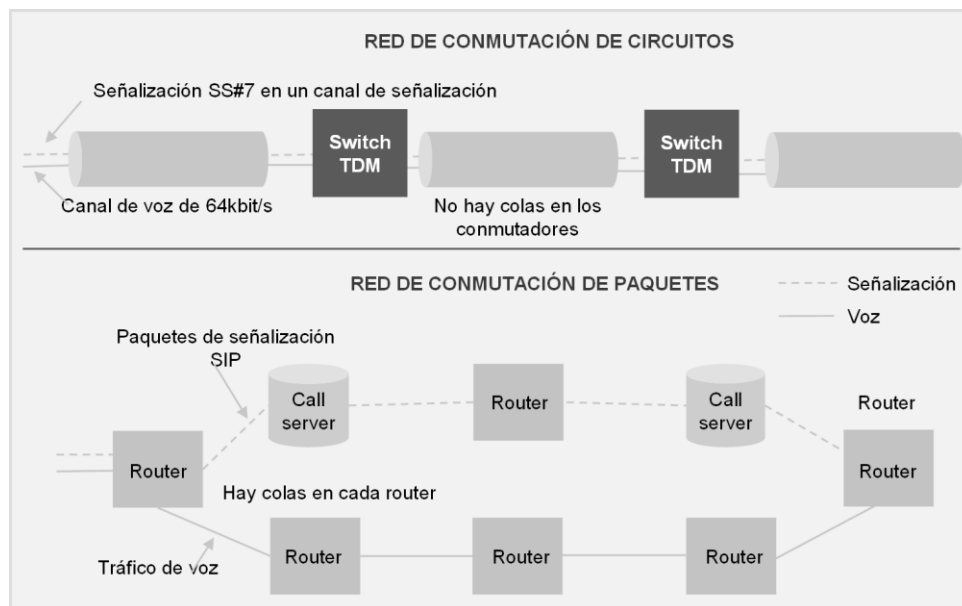 RED DE CONMUTACIÓN DE CIRCUITOS
Señalización SS#7 en un canal de señalización
Switch
TDM
Switch
TDM
Canal de voz de 64kbit/s
No hay colas en los
conmutadores
RED DE CONMUTACIÓN DE PAQUETES
Señalización
Voz
Paquetes de señalización
SIP
Call
server
Router
Call
server
Router
Router
Router
Hay colas en cada router
Router
Router
Router
Tráfico de voz